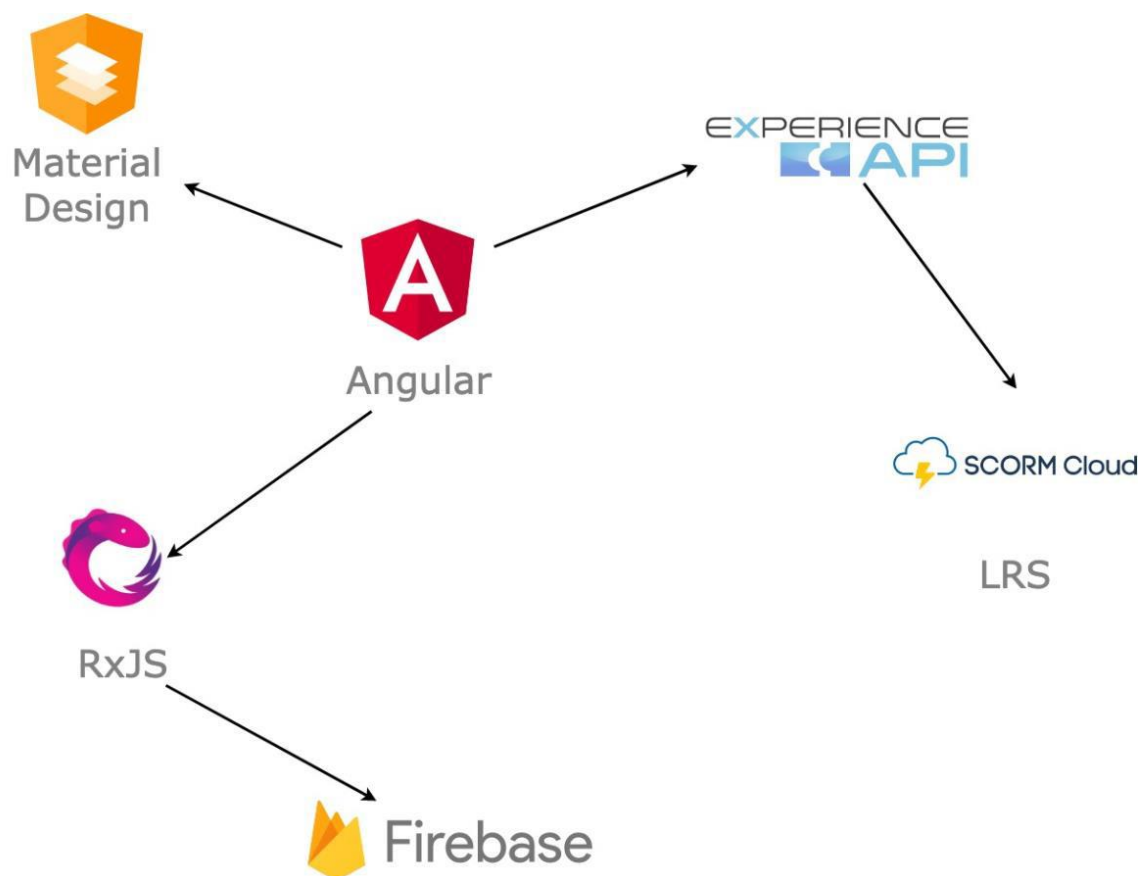 Material
Design
EXPERIENCE
API
A
Angular
SCORM Cloud
LRS
RxJS
Firebase